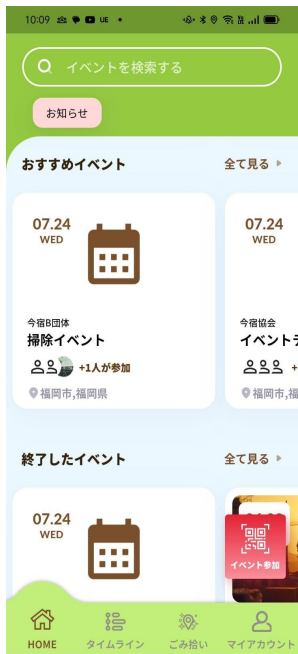 10:09 UE
イベントを検索する
お知らせ
おすすめイベント 全て見る
07.24
WED
今宿B団体
掃除イベント
+1人が参加
福岡市,福岡県
07.24
WED
今宿協会
イベント
+
福岡市,福
終了したイベント 全て見る
07.24
WED
イベント参加
HOME タイムライン ごみ拾い マイアカウント